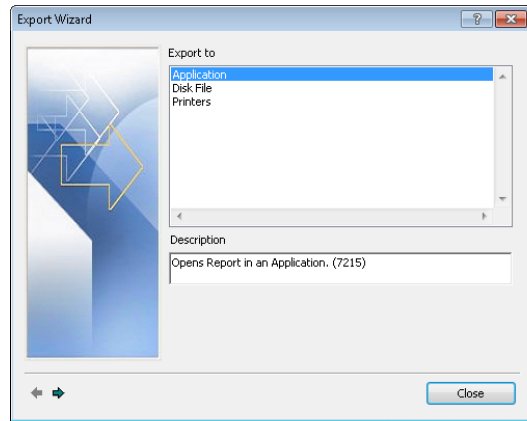 Export Wizard
Export to
Application
Disk File
Printers
Description
Opens Report in an Application. (7215)
Close